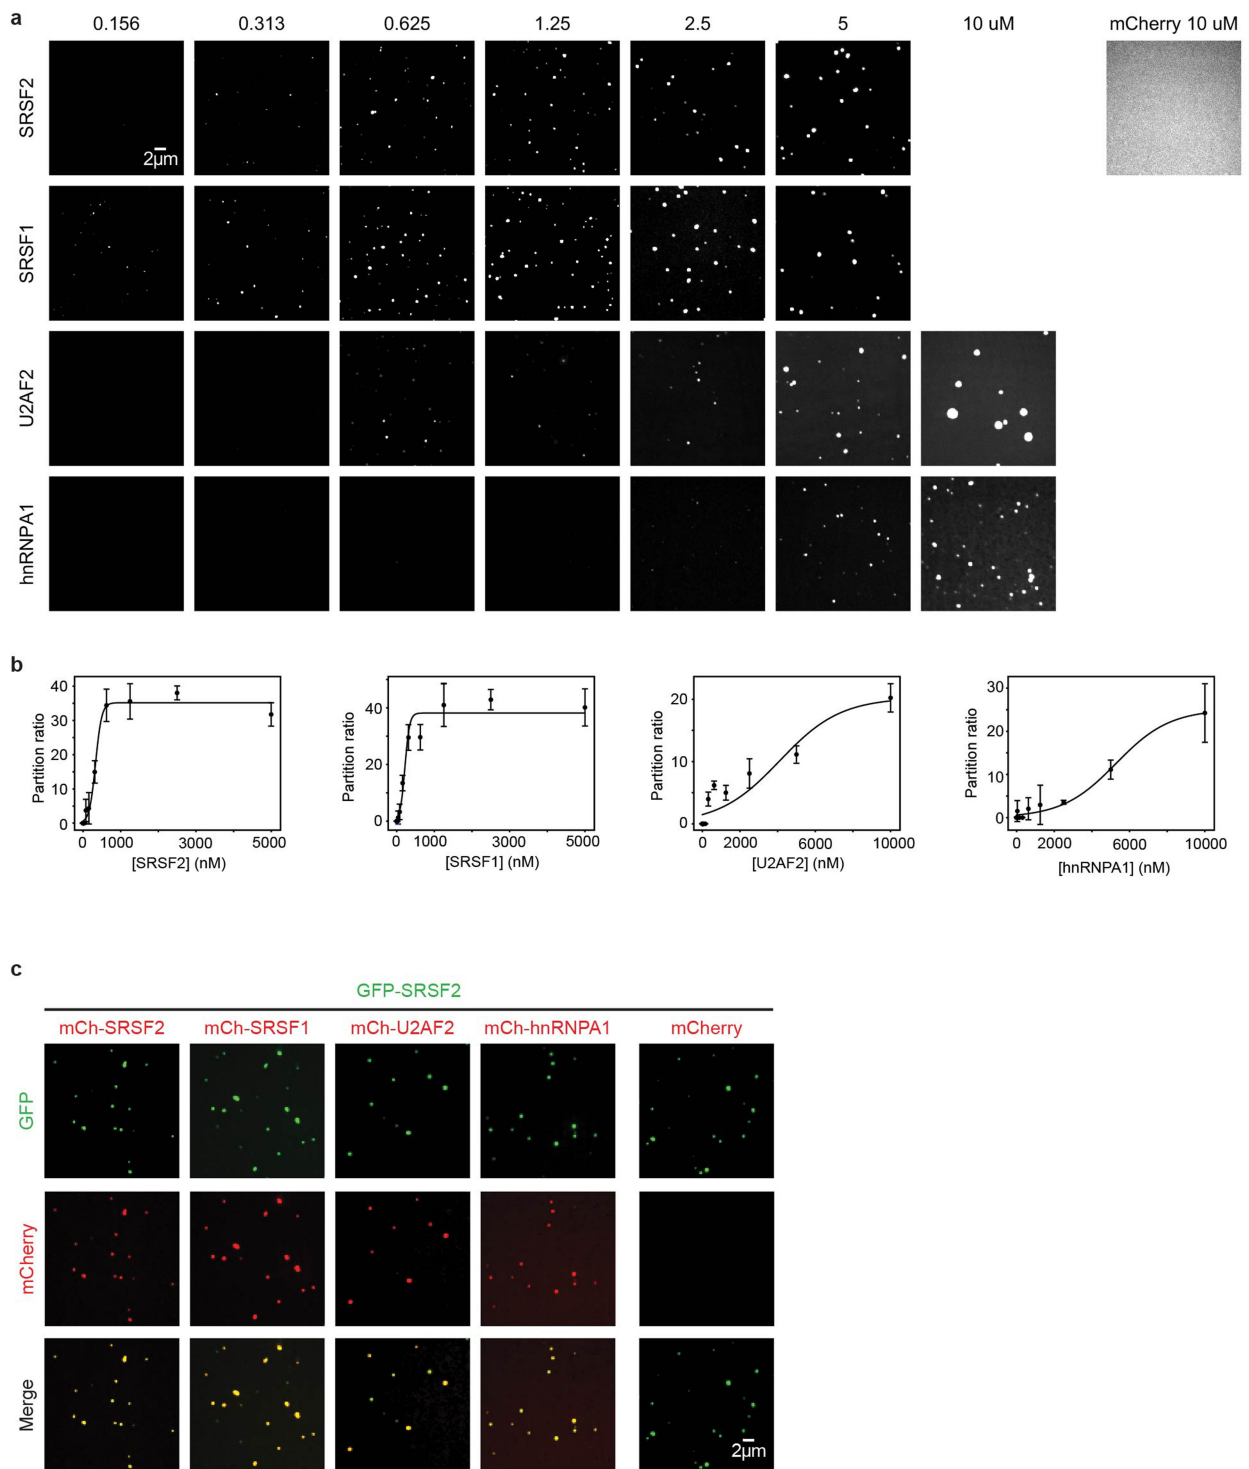 a
0.156 0.313 0.625 1.25 2.5 5 10 uM mCherry 10 uM
SRSF2
2µm
SRSF1
U2AF2
hnRNPA1
b
Partition ratio
40
30
20
10
0
0 1000 3000 5000
[SRSF2] (nM)
Partition ratio
40
20
0
0 1000 3000 5000
[SRSF1] (nM)
Partition ratio
20
10
0
0 2000 6000 10000
[U2AF2] (nM)
Partition ratio
30
20
10
0
0 2000 6000 10000
[hnRNPA1] (nM)
c
GFP-SRSF2
mCh-SRSF2 mCh-SRSF1 mCh-U2AF2 mCh-hnRNPA1 mCherry
GFP
mCherry
Merge
2µm